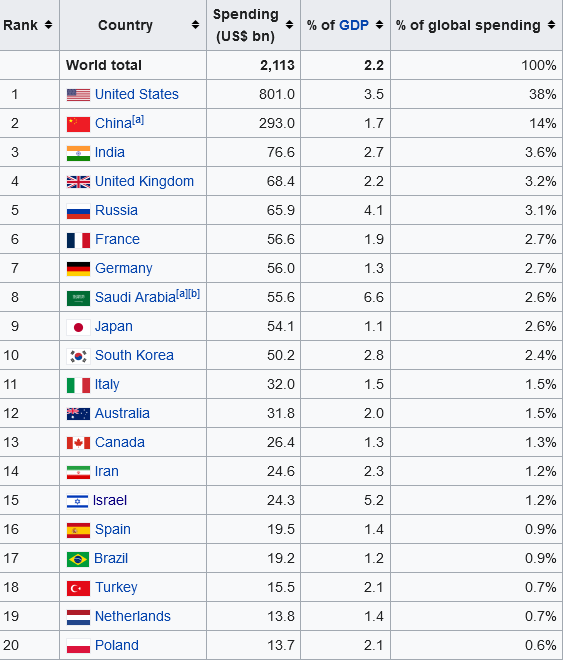 Rank Country Spending (US$ bn) % of GDP % of global spending
World total 2,113 2.2 100%
1 United States 801.0 3.5 38%
2 China[a] 293.0 1.7 14%
3 India 76.6 2.7 3.6%
4 United Kingdom 68.4 2.2 3.2%
5 Russia 65.9 4.1 3.1%
6 France 56.6 1.9 2.7%
7 Germany 56.0 1.3 2.7%
8 Saudi Arabia[a][b] 55.6 6.6 2.6%
9 Japan 54.1 1.1 2.6%
10 South Korea 50.2 2.8 2.4%
11 Italy 32.0 1.5 1.5%
12 Australia 31.8 2.0 1.5%
13 Canada 26.4 1.3 1.3%
14 Iran 24.6 2.3 1.2%
15 Israel 24.3 5.2 1.2%
16 Spain 19.5 1.4 0.9%
17 Brazil 19.2 1.2 0.9%
18 Turkey 15.5 2.1 0.7%
19 Netherlands 13.8 1.4 0.7%
20 Poland 13.7 2.1 0.6%